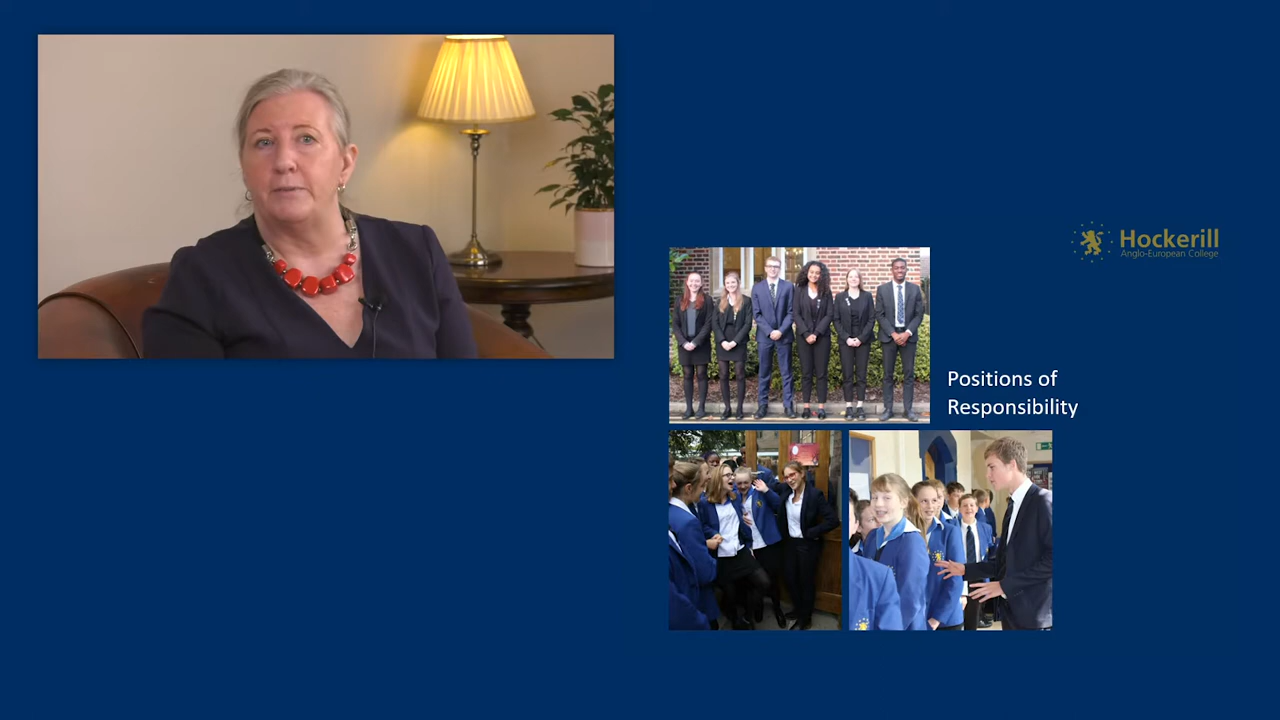 Hockerill
Anglo-European College
Positions of
Responsibility